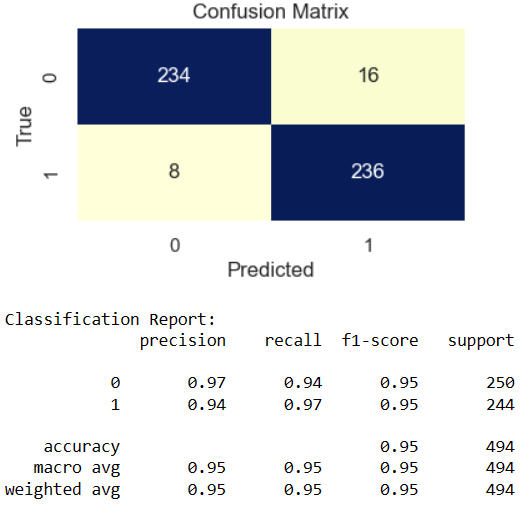 Confusion Matrix
True
0
234 16
1
8 236
0 1
Predicted
Classification Report:
precision recall f1-score support
0 0.97 0.94 0.95 250
1 0.94 0.97 0.95 244
accuracy 0.95 494
macro avg 0.95 0.95 0.95 494
weighted avg 0.95 0.95 0.95 494